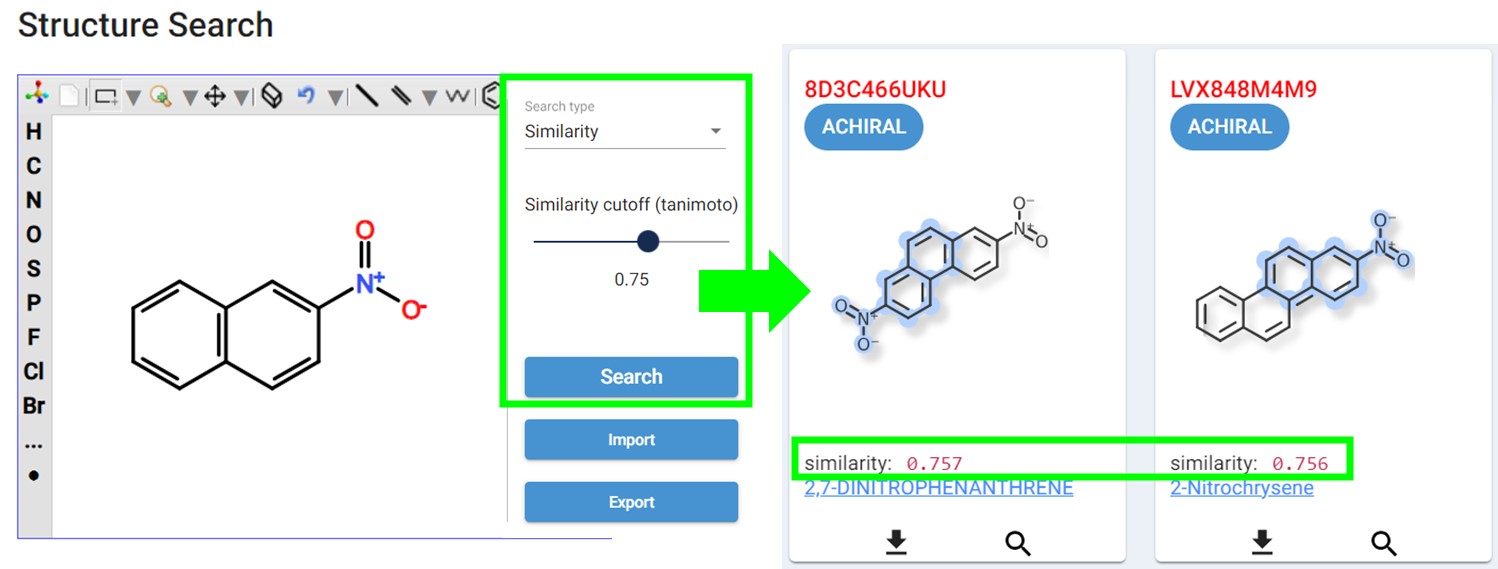 Structure Search
H
C
N
O
S
P
F
Cl
Br
...
O
N+
O-
Search type
Similarity
Similarity cutoff (tanimoto)
0.75
Search
Import
Export
8D3C466UKU
ACHIRAL
O−
N+
O
O
N+
O−
similarity: 0.757
2,7-DINITROPHENANTHRENE
LVX848M4M9
ACHIRAL
O−
N+
O
similarity: 0.756
2-Nitrochrysene